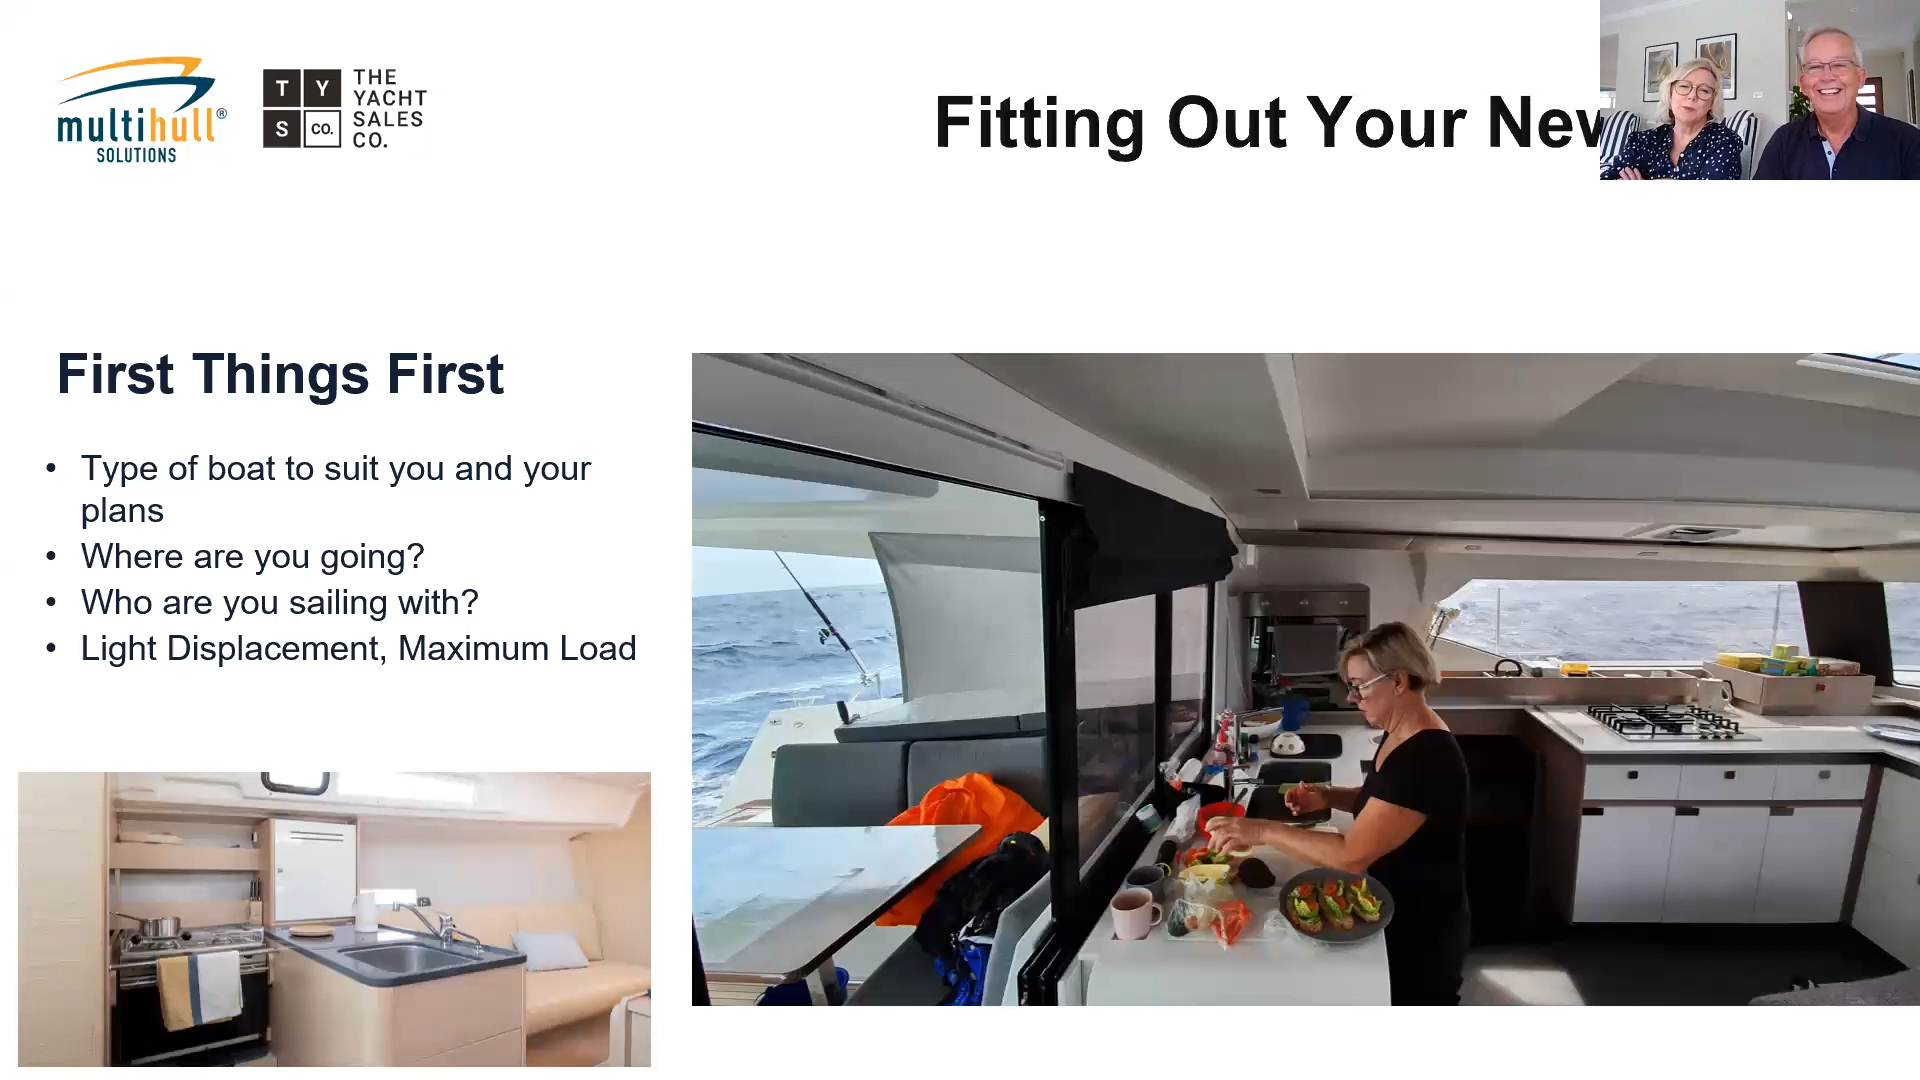 multihull®
SOLUTIONS
T Y
S CO.
THE
YACHT
SALES
CO.
Fitting Out Your
First Things First
• Type of boat to suit you and your
plans
• Where are you going?
• Who are you sailing with?
• Light Displacement, Maximum Load